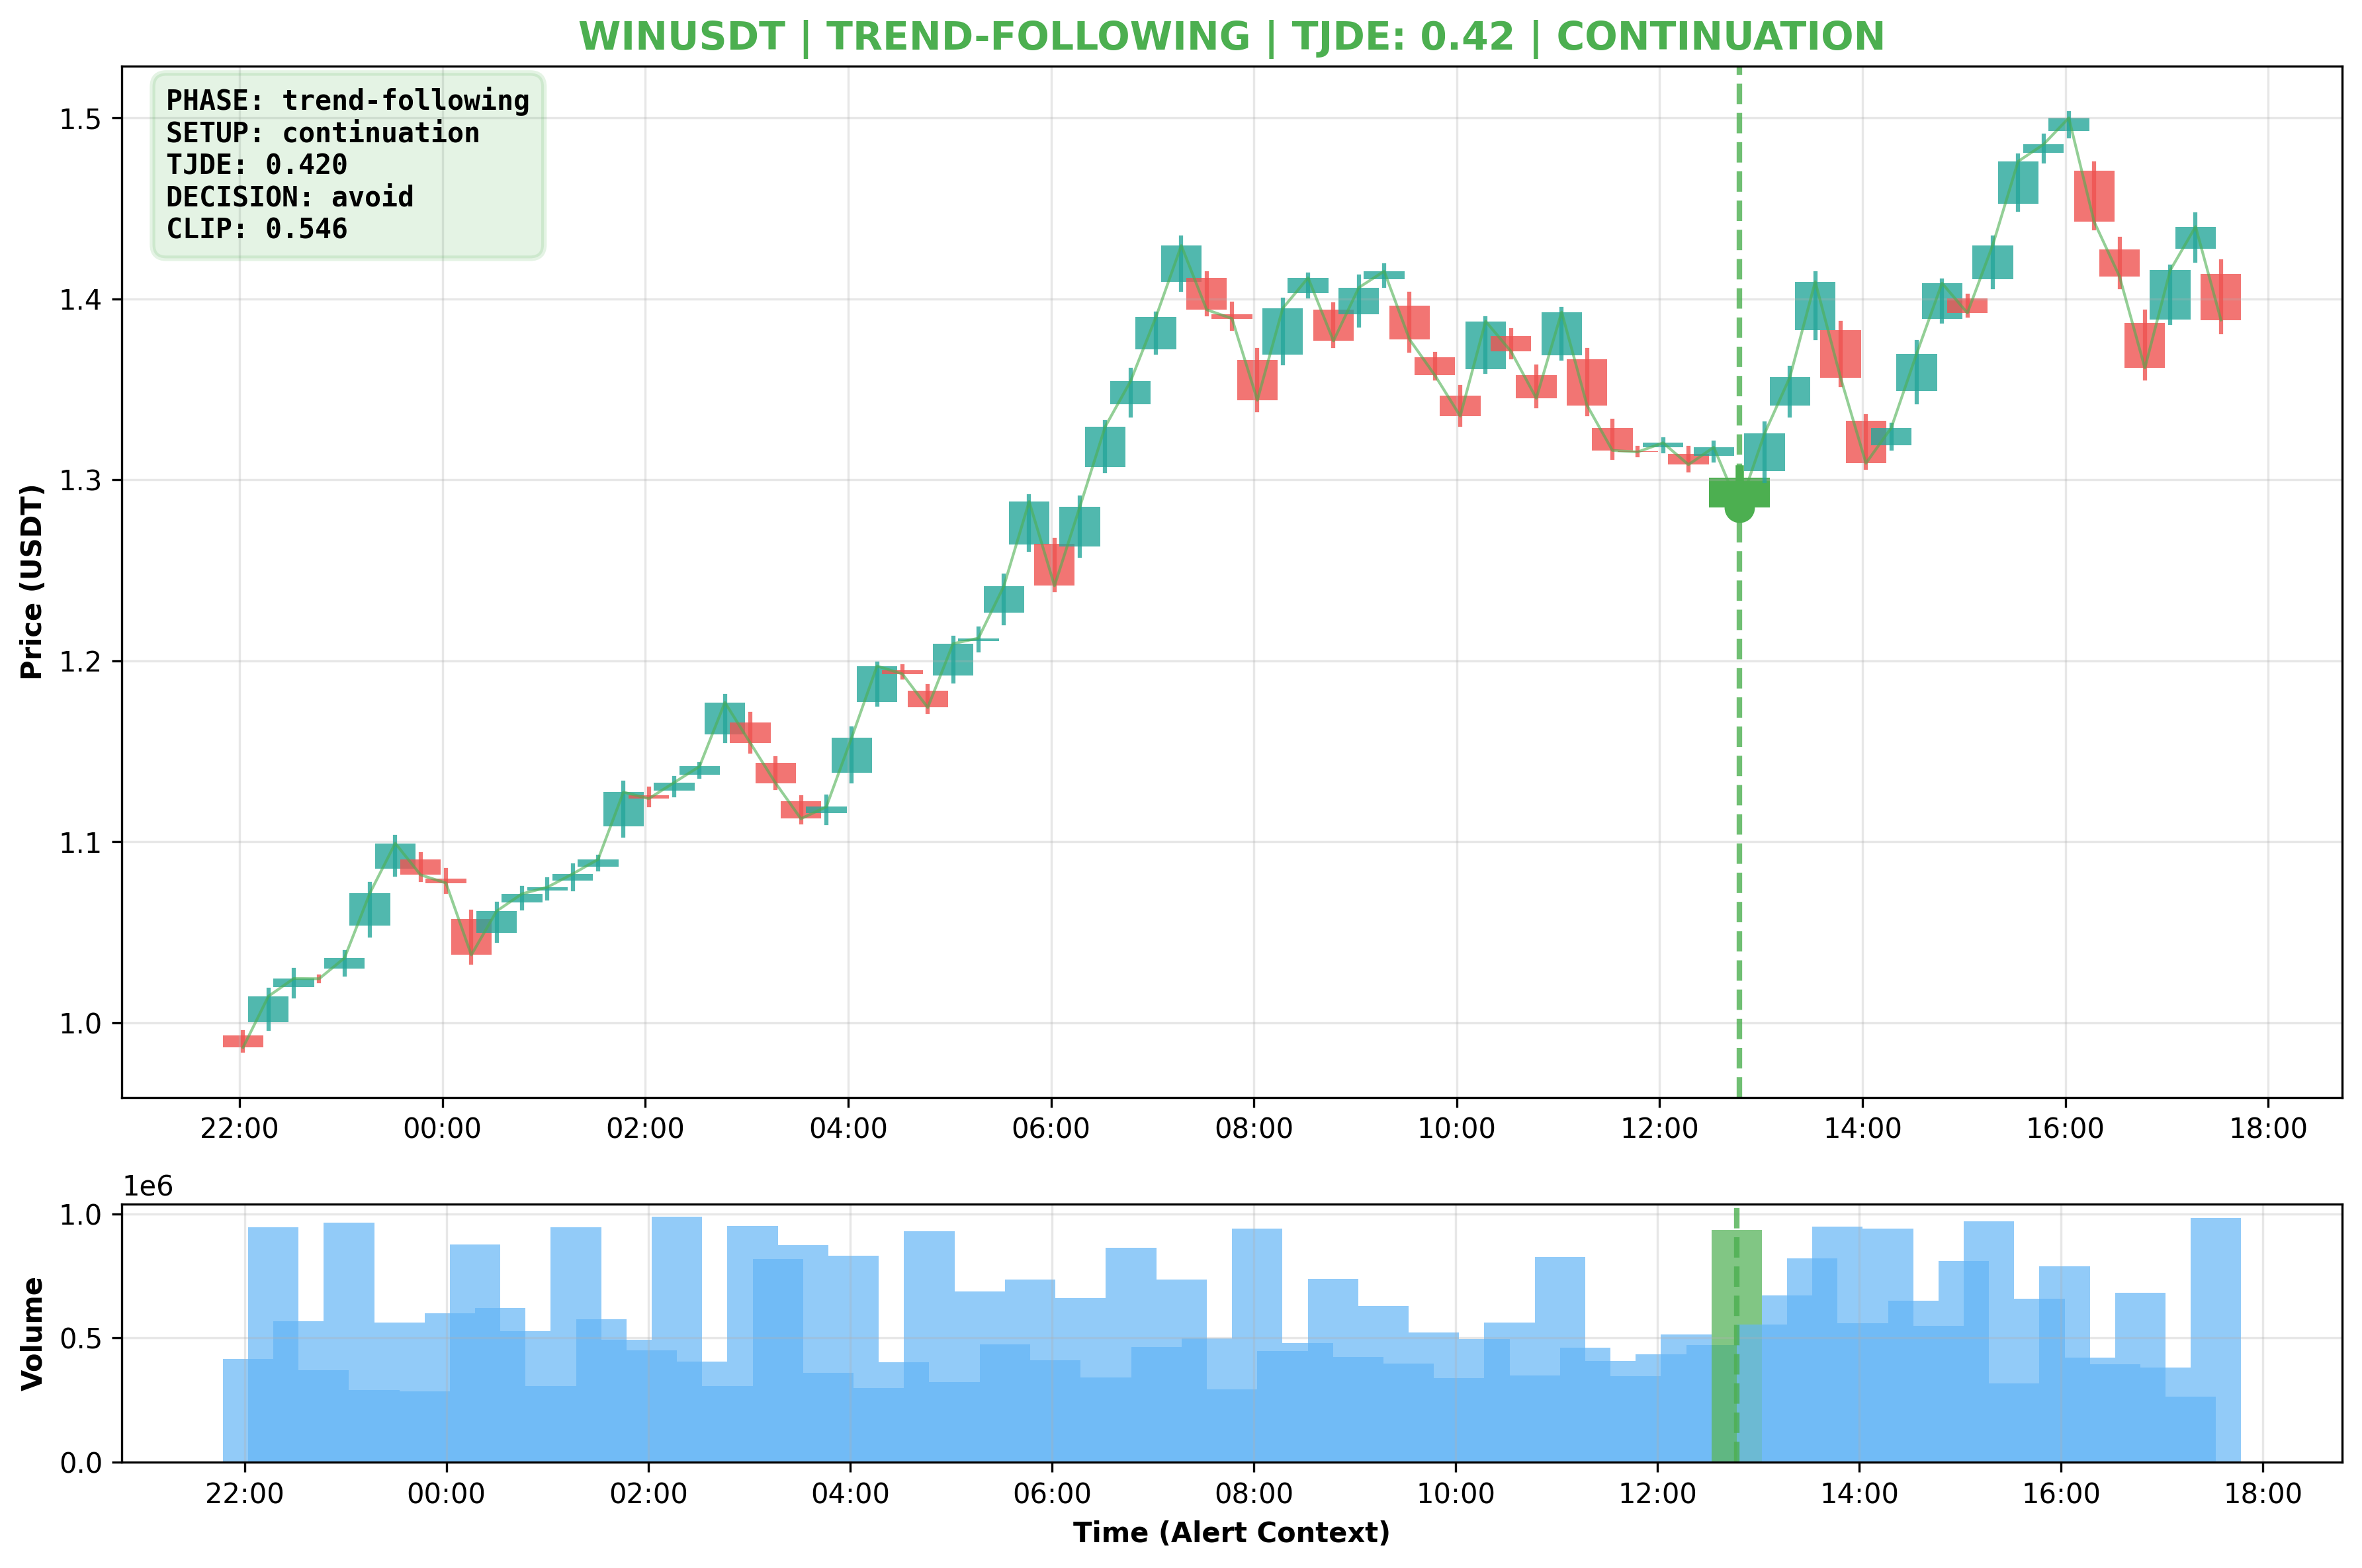 WINUSDT | TREND-FOLLOWING | TJDE: 0.42 | CONTINUATION
PHASE: trend-following
SETUP: continuation
TJDE: 0.420
DECISION: avoid
CLIP: 0.546
Price (USDT)
1.5
1.4
1.3
1.2
1.1
1.0
22:00 00:00 02:00 04:00 06:00 08:00 10:00 12:00 14:00 16:00 18:00
1e6
Volume
1.0
0.5
0.0
22:00 00:00 02:00 04:00 06:00 08:00 10:00 12:00 14:00 16:00 18:00
Time (Alert Context)